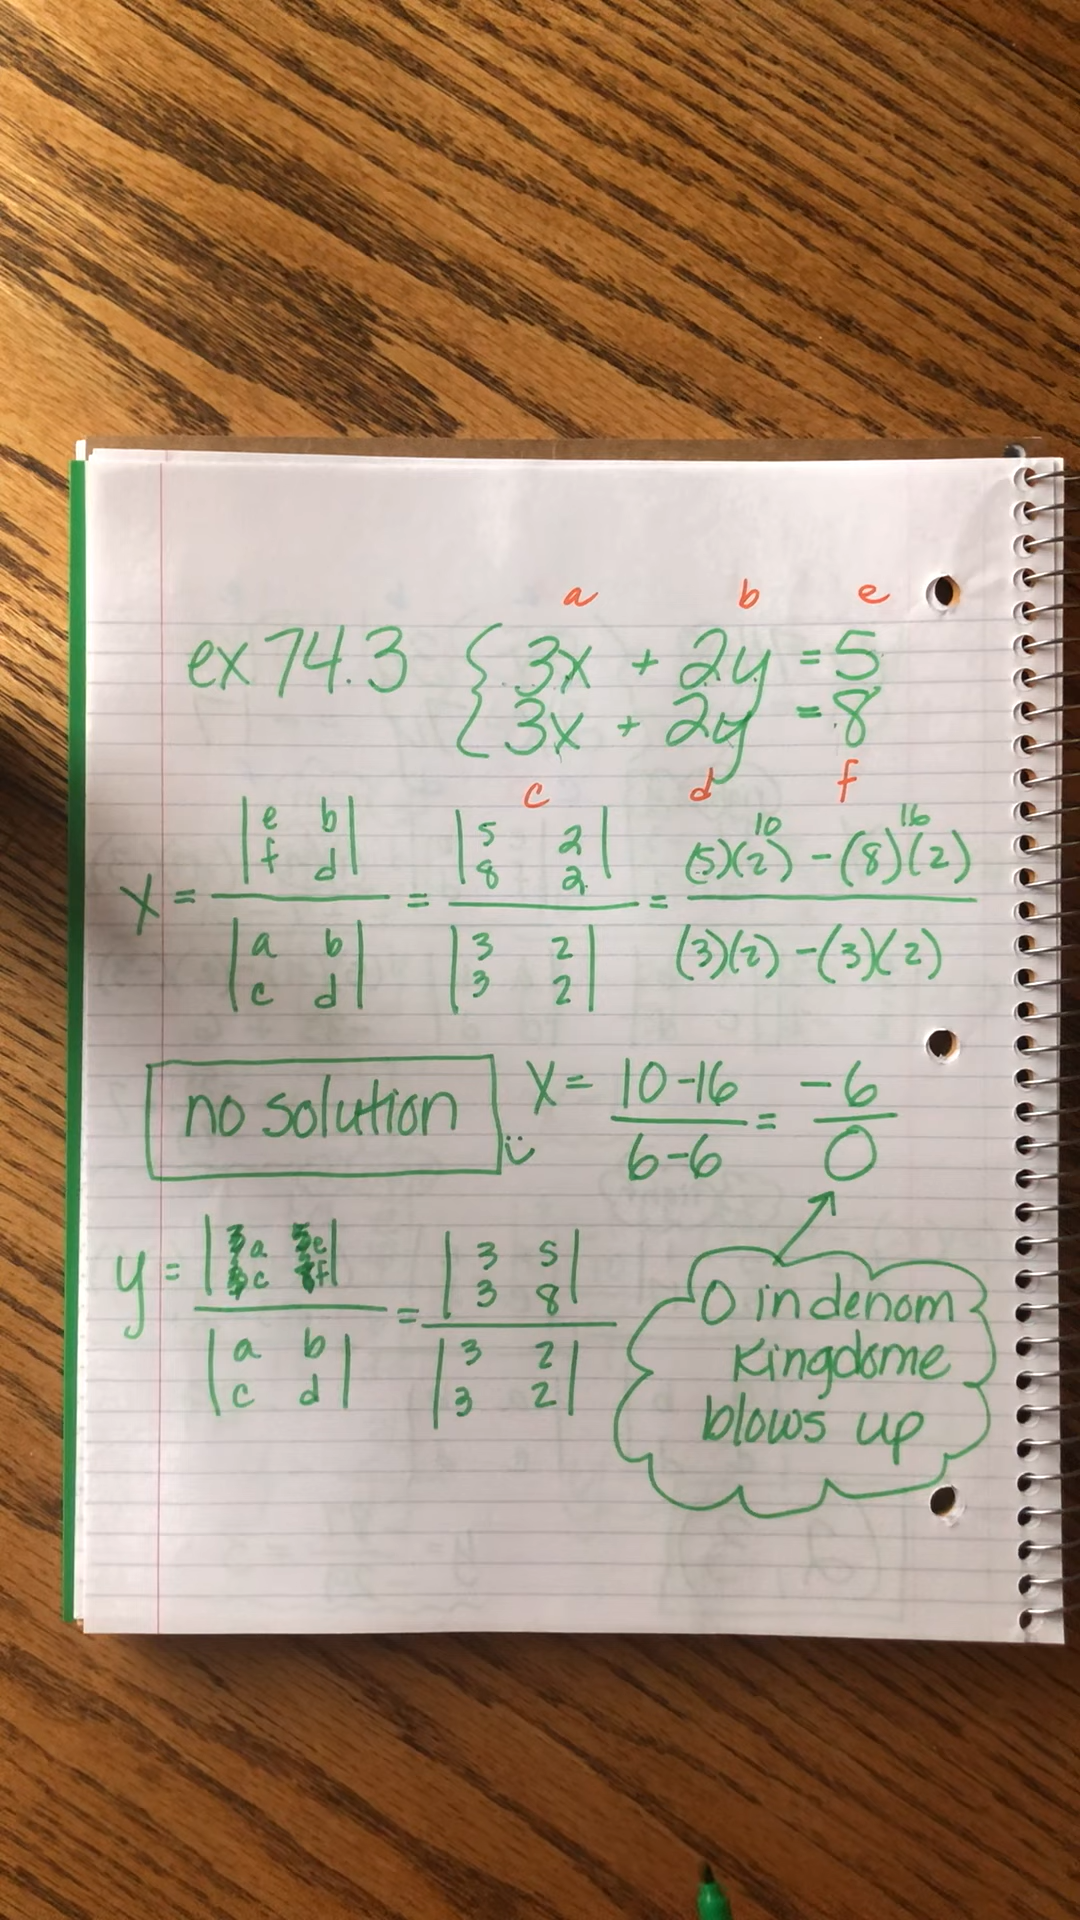 a b e
ex 74.3 { 3x + 2y = 5
{ 3x + 2y = 8
c d f
x = |e b| / |a b| = |5 2| / |3 2| = (5)(2) 10 - (8)(2) 16 / (3)(2) - (3)(2)
|f d| / |c d| |8 2| / |3 2|
no solution
x = 10-16 / 6-6 = -6 / 0
y = |a e| / |a b| = |3 5| / |3 2|
|c f| / |c d| |3 8| / |3 2|
0 in denom
Kingdome
blows up